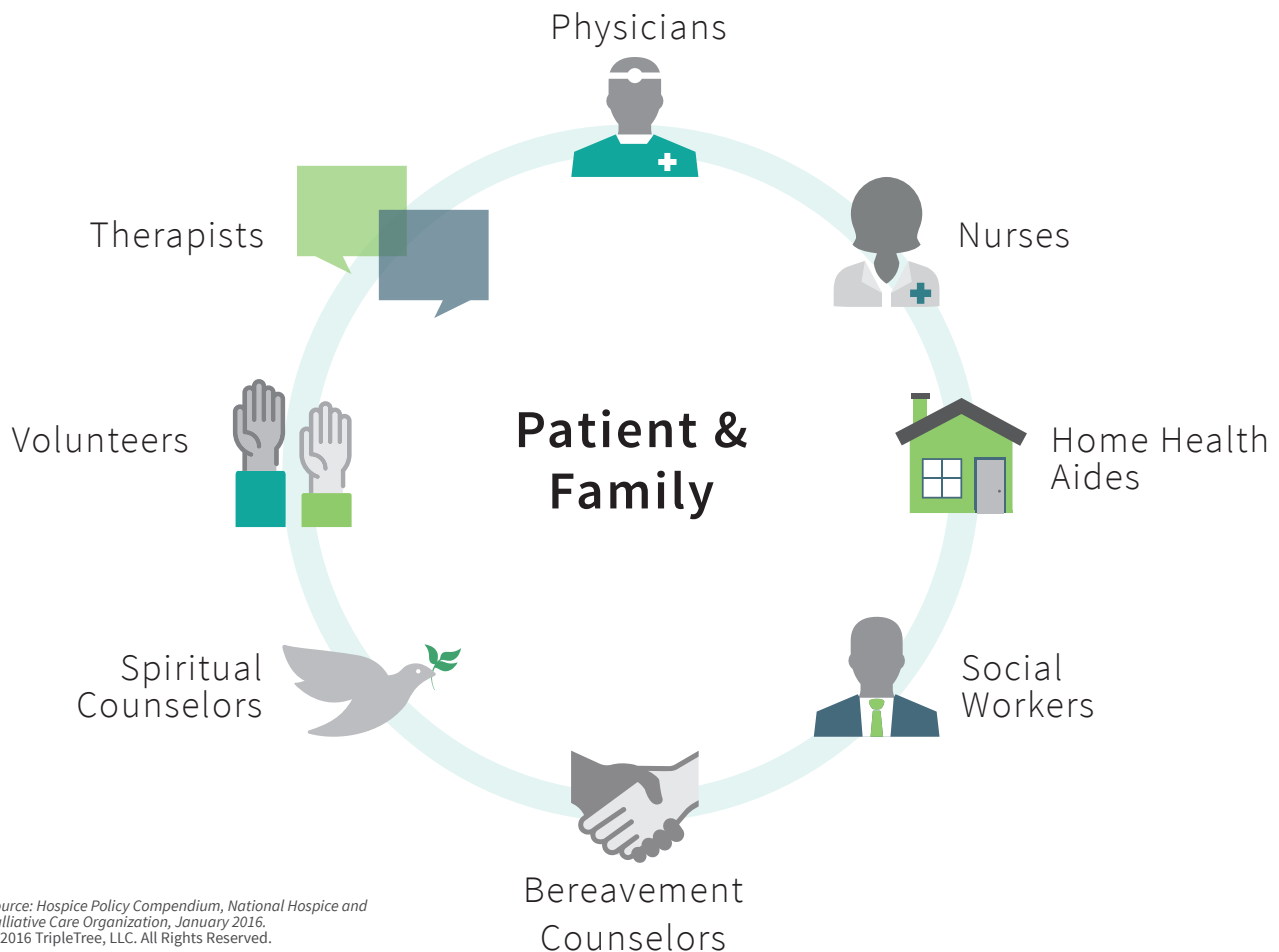 Physicians
Therapists
Nurses
Volunteers
Patient &
Family
Home Health
Aides
Spiritual
Counselors
Social
Workers
Bereavement
Counselors
ource: Hospice Policy Compendium, National Hospice and
lliative Care Organization, January 2016.
2016 TripleTree, LLC. All Rights Reserved.